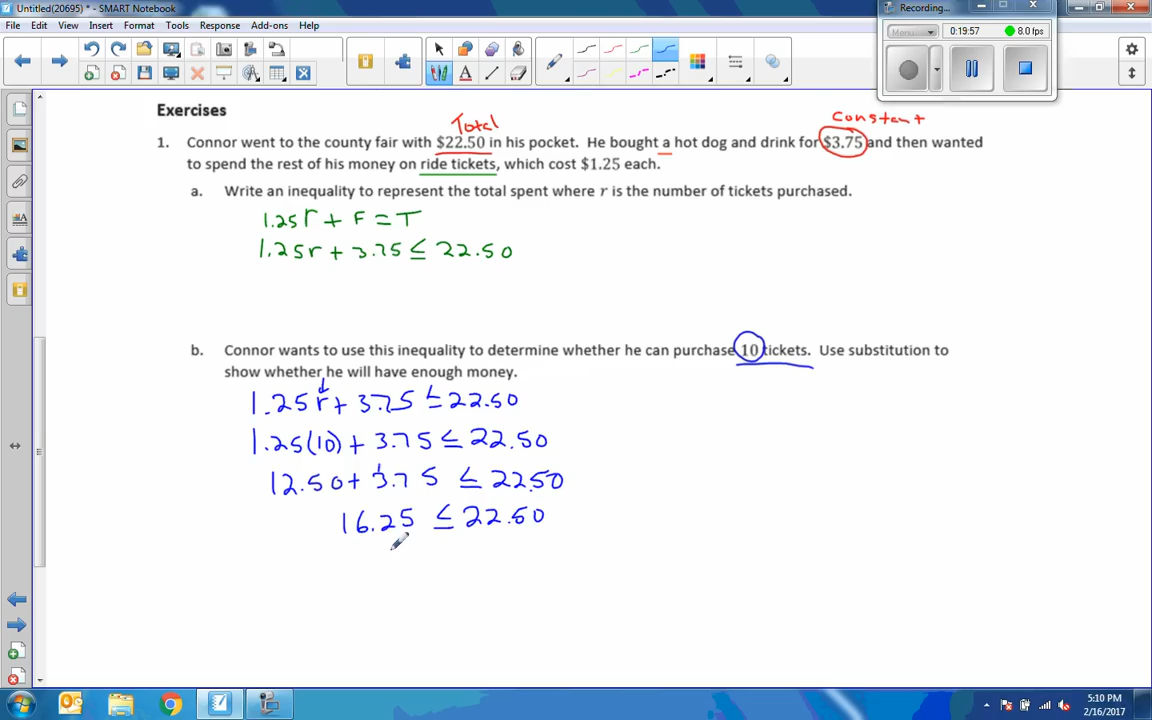 Untitled(20695) * - SMART Notebook
File Edit View Insert Format Tools Response Add-ons Help
Recording...
Menu
0:19:57
8.0 fps
Exercises
Total
Constant
1. Connor went to the county fair with $22.50 in his pocket. He bought a hot dog and drink for $3.75 and then wanted
to spend the rest of his money on ride tickets, which cost $1.25 each.
a. Write an inequality to represent the total spent where r is the number of tickets purchased.
1.25r + F = T
1.25r + 3.75 ≤ 22.50
b. Connor wants to use this inequality to determine whether he can purchase 10 tickets. Use substitution to
show whether he will have enough money.
1.25r + 3.75 ≤ 22.50
1.25(10) + 3.75 ≤ 22.50
12.50 + 3.75 ≤ 22.50
16.25 ≤ 22.50
5:10 PM
2/16/2017